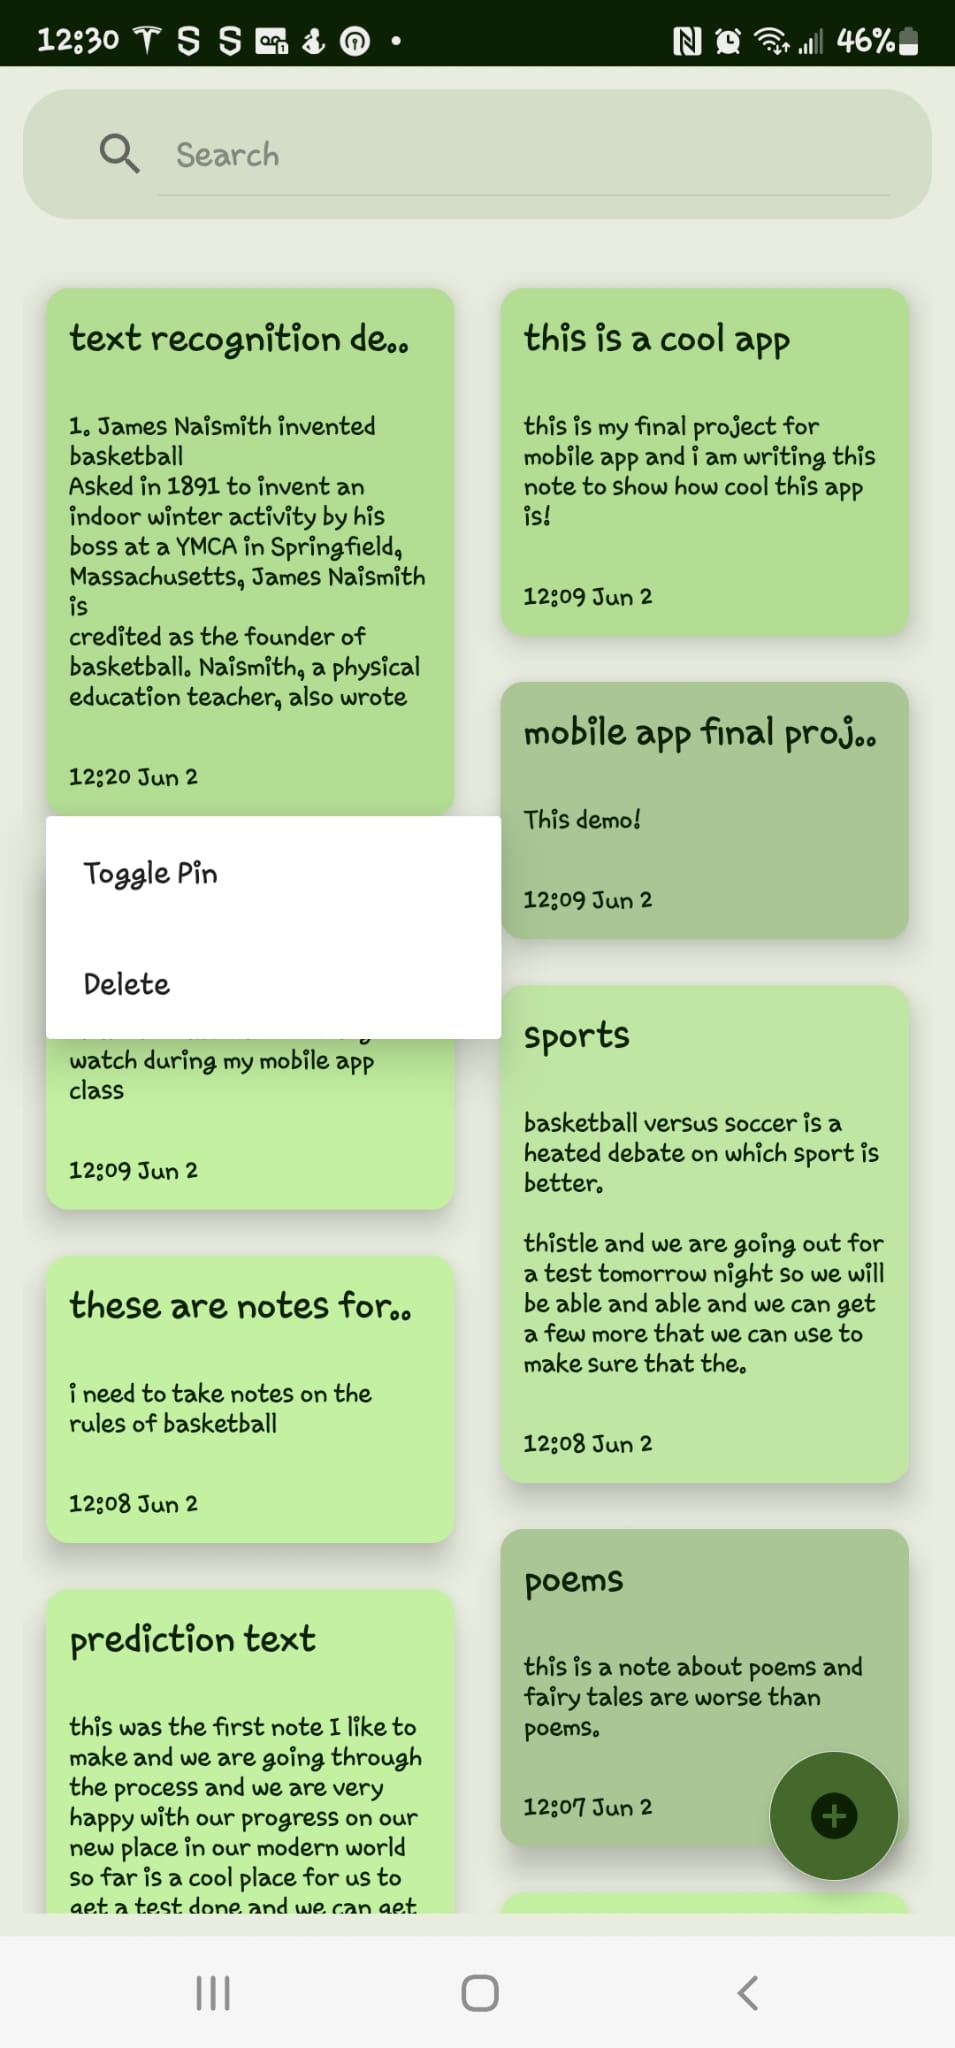 12:30
46%
Search
text recognition de..
1. James Naismith invented
basketball
Asked in 1891 to invent an
indoor winter activity by his
boss at a YMCA in Springfield,
Massachusetts, James Naismith
is
credited as the founder of
basketball. Naismith, a physical
education teacher, also wrote
12:20 Jun 2
Toggle Pin
Delete
watch during my mobile app
class
12:09 Jun 2
these are notes for..
i need to take notes on the
rules of basketball
12:08 Jun 2
prediction text
this was the first note I like to
make and we are going through
the process and we are very
happy with our progress on our
new place in our modern world
so far is a cool place for us to
get a test done and we can get
this is a cool app
this is my final project for
mobile app and i am writing this
note to show how cool this app
is!
12:09 Jun 2
mobile app final proj..
This demo!
12:09 Jun 2
sports
basketball versus soccer is a
heated debate on which sport is
better.
thistle and we are going out for
a test tomorrow night so we will
be able and able and we can get
a few more that we can use to
make sure that the.
12:08 Jun 2
poems
this is a note about poems and
fairy tales are worse than
poems.
12:07 Jun 2